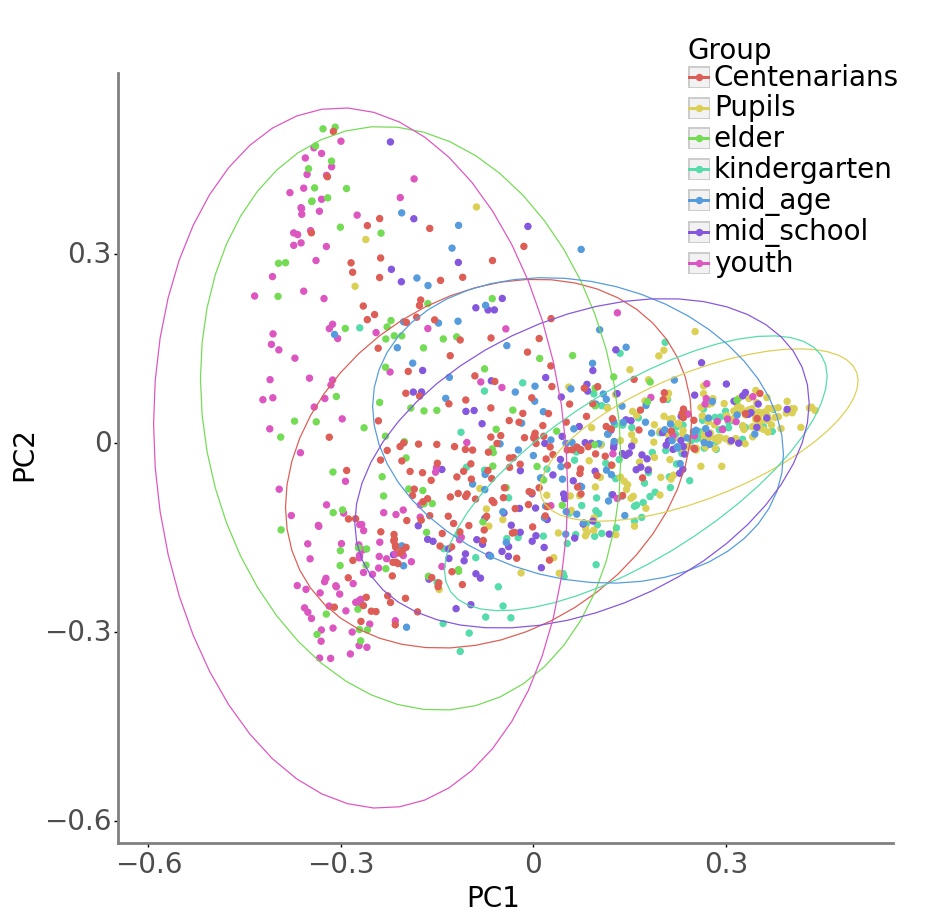 Group
Centenarians
Pupils
elder
kindergarten
mid_age
mid_school
youth
0.3
0
−0.3
−0.6
−0.6
−0.3
0
0.3
PC2
PC1